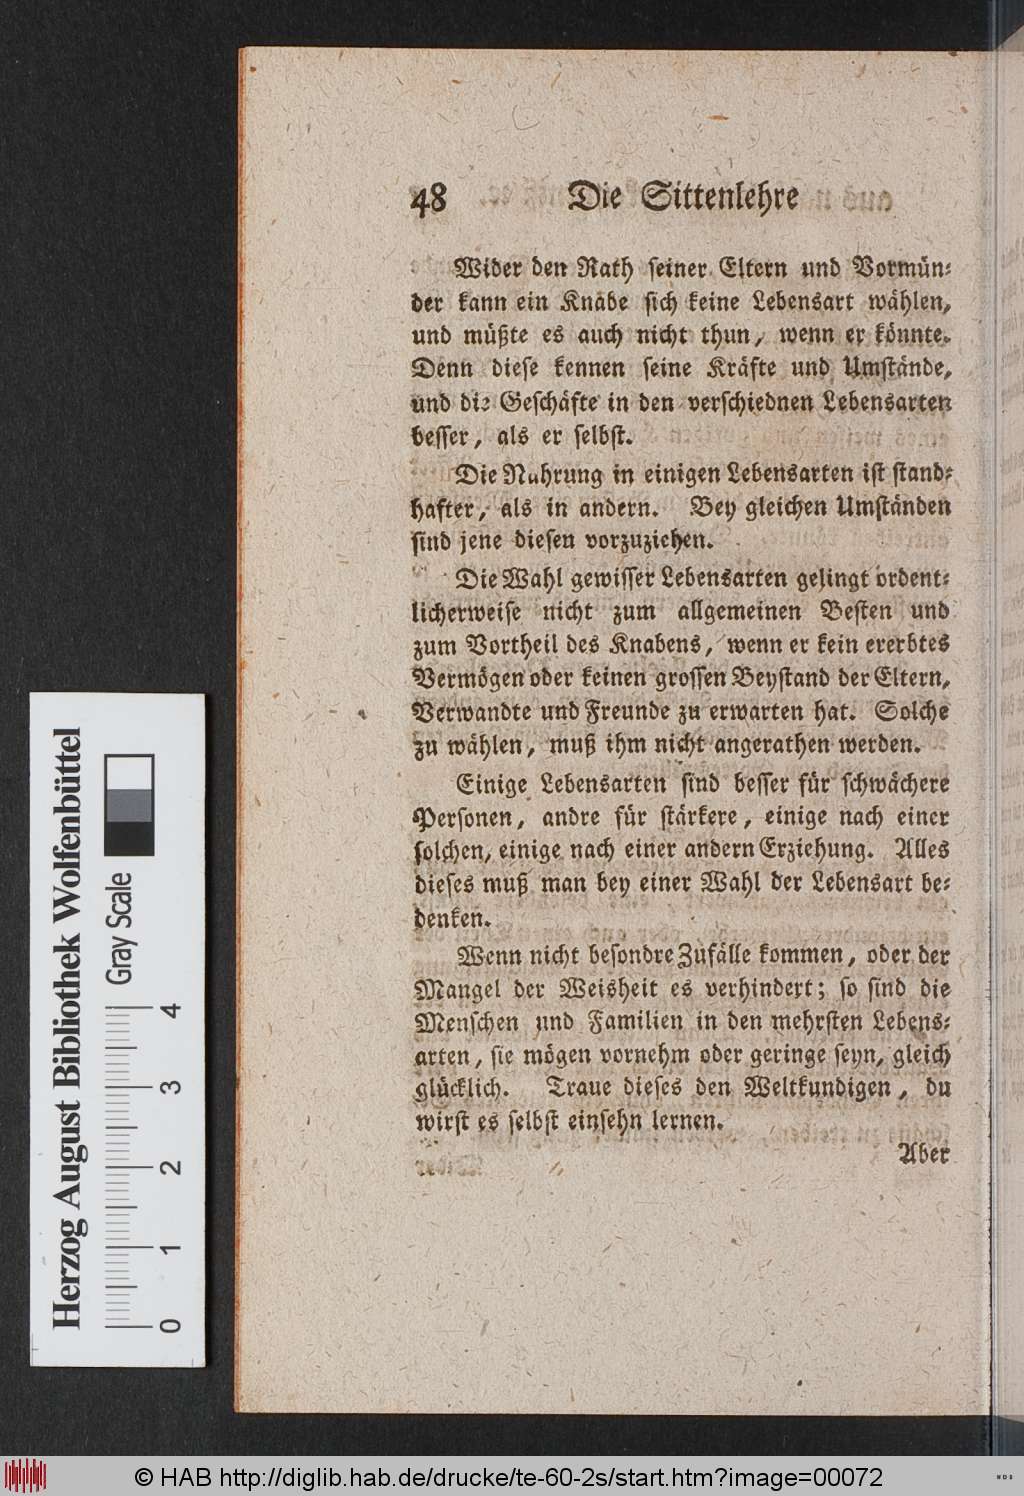 48 Die Sittenlehre
Wider den Rath seiner Eltern und Vormün-
der kann ein Knabe sich keine Lebensart wählen,
und müßte es auch nicht thun, wenn er könnte.
Denn diese kennen seine Kräfte und Umstände,
und die Geschäfte in den verschiednen Lebensarten
besser, als er selbst.
Die Nahrung in einigen Lebensarten ist stand-
hafter, als in andern. Bey gleichen Umständen
sind jene diesen vorzuziehen.
Die Wahl gewisser Lebensarten gelingt ordent-
licherweise nicht zum allgemeinen Besten und
zum Vortheil des Knabens, wenn er kein ererbtes
Vermögen oder keinen grossen Beystand der Eltern,
Verwandte und Freunde zu erwarten hat. Solche
zu wählen, muß ihm nicht angerathen werden.
Einige Lebensarten sind besser für schwächere
Personen, andre für stärkere, einige nach einer
solchen, einige nach einer andern Erziehung. Alles
dieses muß man bey einer Wahl der Lebensart be-
denken.
Wenn nicht besondre Zufälle kommen, oder der
Mangel der Weisheit es verhindert; so sind die
Menschen und Familien in den mehrsten Lebens-
arten, sie mögen vornehm oder geringe seyn, gleich
glücklich. Traue dieses den Weltkundigen, du
wirst es selbst einsehn lernen.
Aber
Herzog August Bibliothek Wolfenbüttel
Gray Scale
0 1 2 3 4
© HAB http://diglib.hab.de/drucke/te-60-2s/start.htm?image=00072